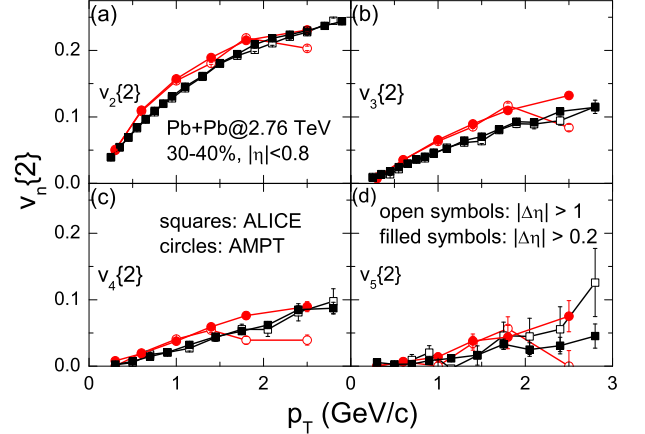 (a)
(b)
0.2
v2{2}
v3{2}
0.1
Pb+Pb@2.76 TeV
30-40%, |η|<0.8
0.0
vn{2}
(c)
(d)
squares: ALICE
circles: AMPT
open symbols: |Δη| > 1
filled symbols: |Δη| > 0.2
0.2
v4{2}
v5{2}
0.1
0.0
0 1 2 0 1 2 3
pT (GeV/c)